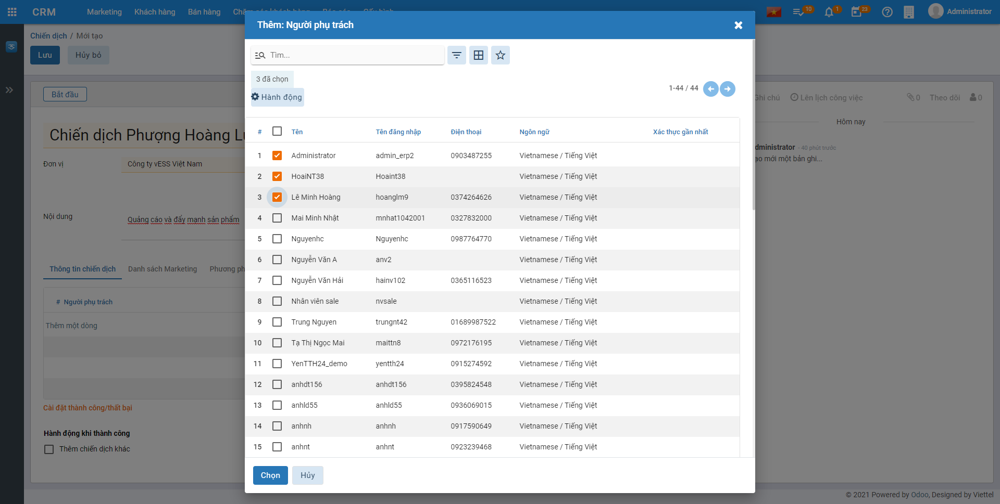 CRM
Marketing Khách hàng Bán hàng
10 1 23 Administrator
Chiến dịch / Mới tạo
Lưu Hủy bỏ
Bắt đầu
Chiến dịch Phượng Hoàng
Đơn vị Công ty vESS Việt Nam
Nội dung Quảng cáo và đẩy mạnh sản phẩm
Thông tin chiến dịch Danh sách Marketing Phương
# Người phụ trách
Thêm một dòng
Cài đặt thành công/thất bại
Hành động khi thành công
Thêm chiến dịch khác
Thêm: Người phụ trách
Tìm...
3 đã chọn
Hành động
1-44 / 44
# Tên Tên đăng nhập Điện thoại Ngôn ngữ Xác thực gần nhất
1 Administrator admin_erp2 0903487255 Vietnamese / Tiếng Việt
2 HoaiNT38 Hoaint38 Vietnamese / Tiếng Việt
3 Lê Minh Hoàng hoanglm9 0374264626 Vietnamese / Tiếng Việt
4 Mai Minh Nhật mnhat1042001 0327832000 Vietnamese / Tiếng Việt
5 Nguyenhc Nguyenhc 0987764770 Vietnamese / Tiếng Việt
6 Nguyễn Văn A anv2 Vietnamese / Tiếng Việt
7 Nguyễn Văn Hải hainv102 0365116523 Vietnamese / Tiếng Việt
8 Nhân viên sale nvsale Vietnamese / Tiếng Việt
9 Trung Nguyen trungnt42 01689987522 Vietnamese / Tiếng Việt
10 Tạ Thị Ngọc Mai maittn8 0972176195 Vietnamese / Tiếng Việt
11 YenTTH24_demo yentth24 0915274592 Vietnamese / Tiếng Việt
12 anhdt156 anhdt156 0395824548 Vietnamese / Tiếng Việt
13 anhld55 anhld55 0936069015 Vietnamese / Tiếng Việt
14 anhnh anhnh 0917590649 Vietnamese / Tiếng Việt
15 anhnt anhnt 0923239468 Vietnamese / Tiếng Việt
Chọn Hủy
Ghi chú Lên lịch công việc 0 Theo dõi 0
Hôm nay
dministrator - 40 phút trước
ạo mới một bản ghi...
© 2021 Powered by Odoo, Designed by Viettel